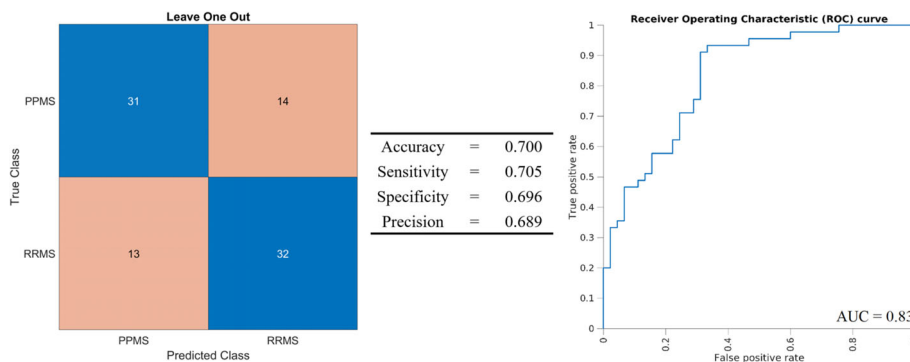 Leave One Out
True Class
PPMS
RRMS
31
14
13
32
PPMS
RRMS
Predicted Class
Accuracy = 0.700
Sensitivity = 0.705
Specificity = 0.696
Precision = 0.689
Receiver Operating Characteristic (ROC) curve
True positive rate
1
0.9
0.8
0.7
0.6
0.5
0.4
0.3
0.2
0.1
0
0
0.2
0.4
0.6
0.8
False positive rate
AUC = 0.83